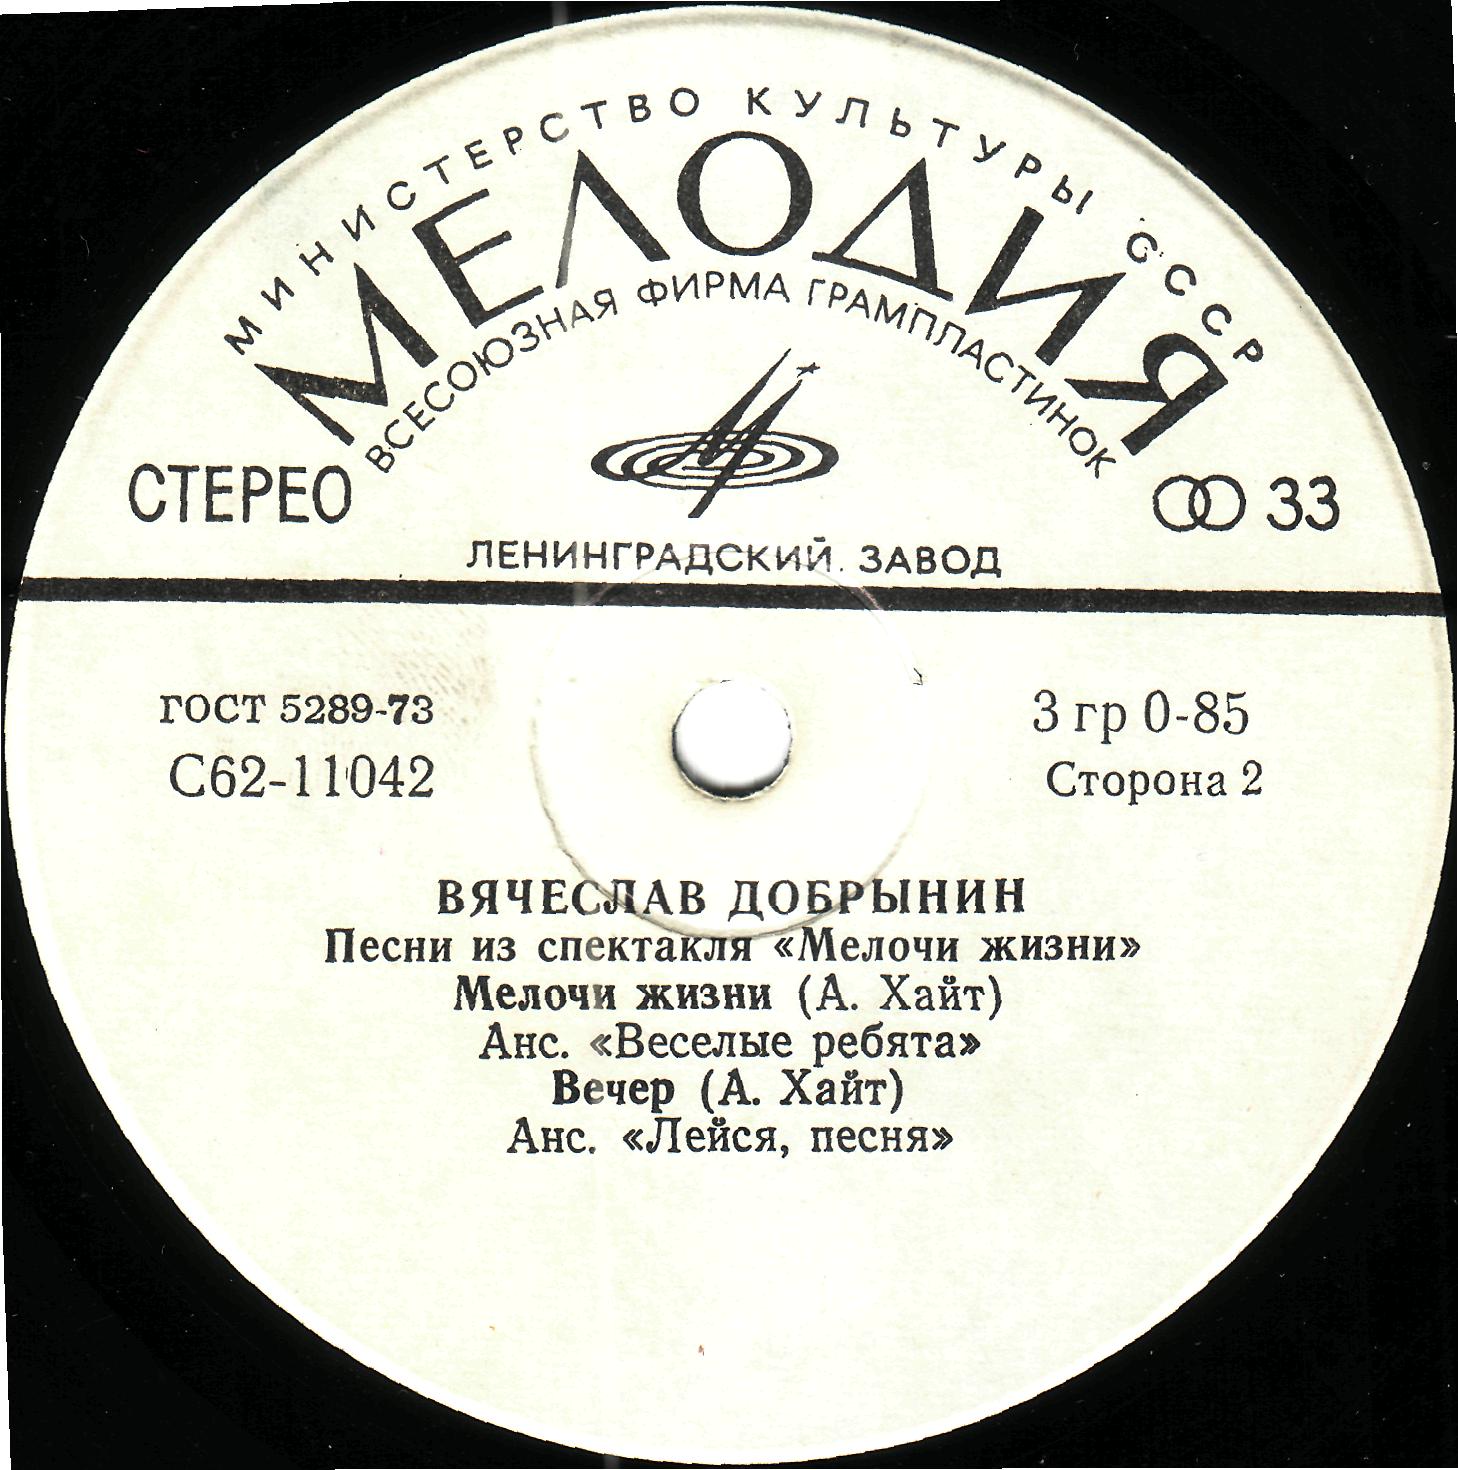 МИНИСТЕРСТВО КУЛЬТУРЫ СССР
МЕЛОДИЯ
ВСЕСОЮЗНАЯ ФИРМА ГРАМПЛАСТИНОК
СТЕРЕО
33
ЛЕНИНГРАДСКИЙ ЗАВОД
ГОСТ 5289-73
3 гр 0-85
С62-11042
Сторона 2
ВЯЧЕСЛАВ ДОБРЫНИН
Песни из спектакля «Мелочи жизни»
Мелочи жизни (А. Хайт)
Анс. «Веселые ребята»
Вечер (А. Хайт)
Анс. «Лейся, песня»